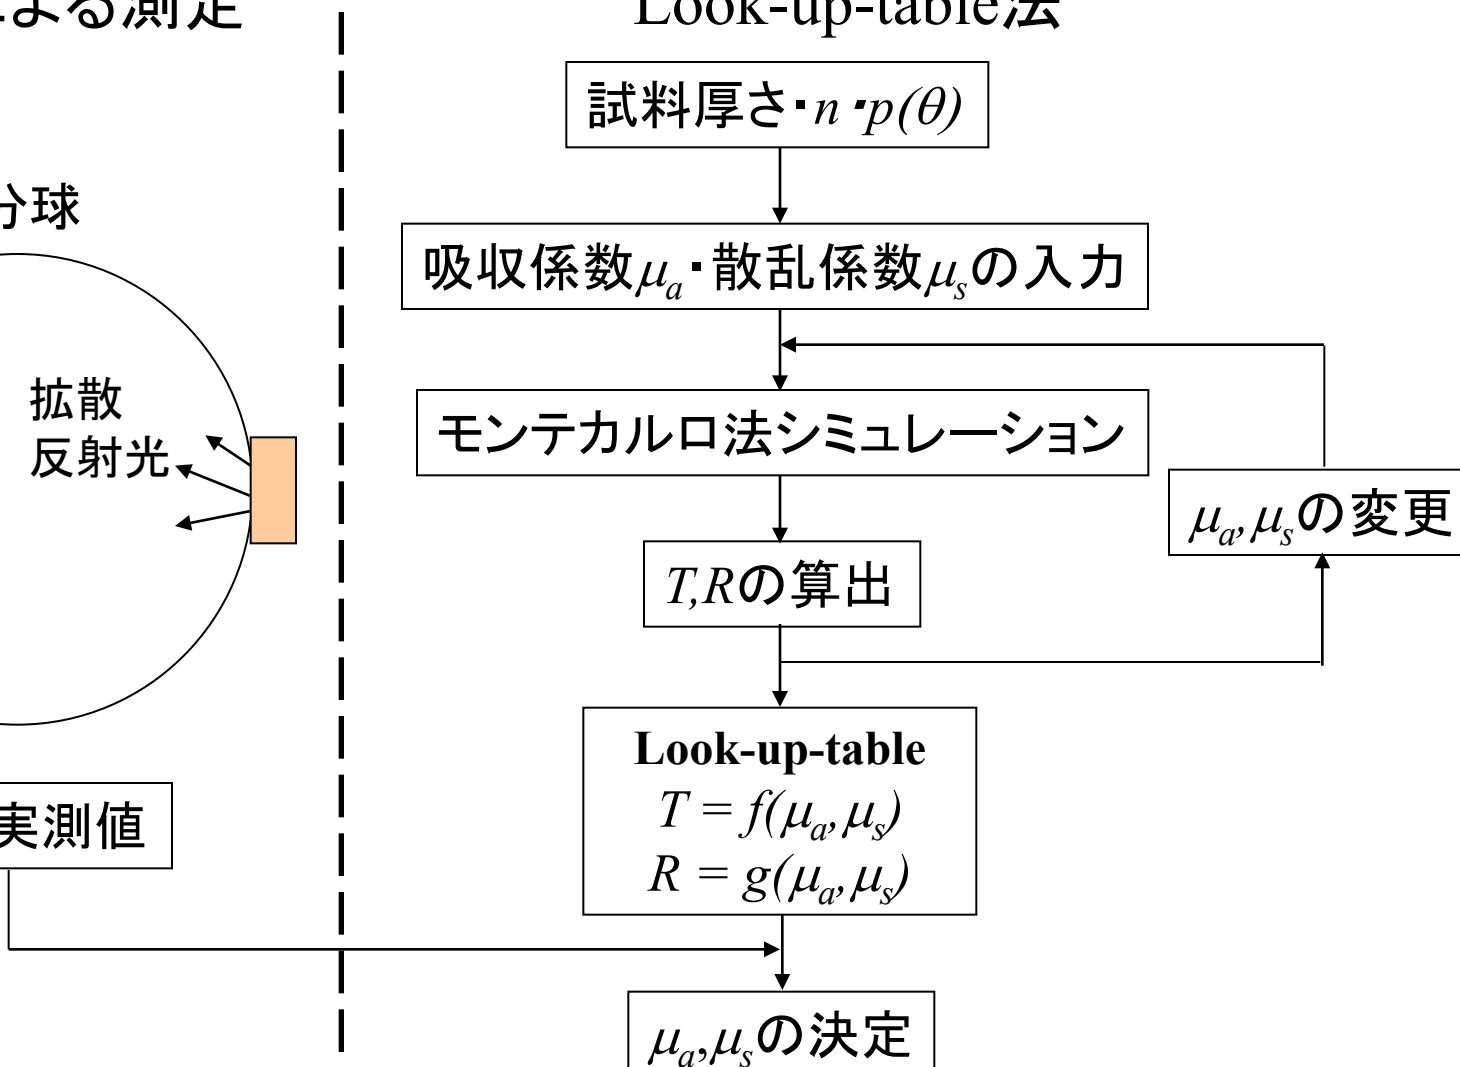 よる測定
Look-up-table法
試料厚さ・n・p(θ)
分球
吸収係数μa・散乱係数μsの入力
拡散
反射光
モンテカルロ法シミュレーション
μa,μsの変更
T,Rの算出
Look-up-table
T = f(μa,μs)
R = g(μa,μs)
実測値
μa,μsの決定